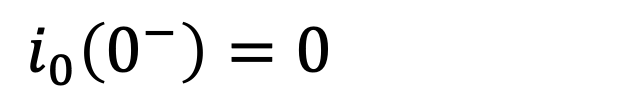 i₀(0⁻) = 0